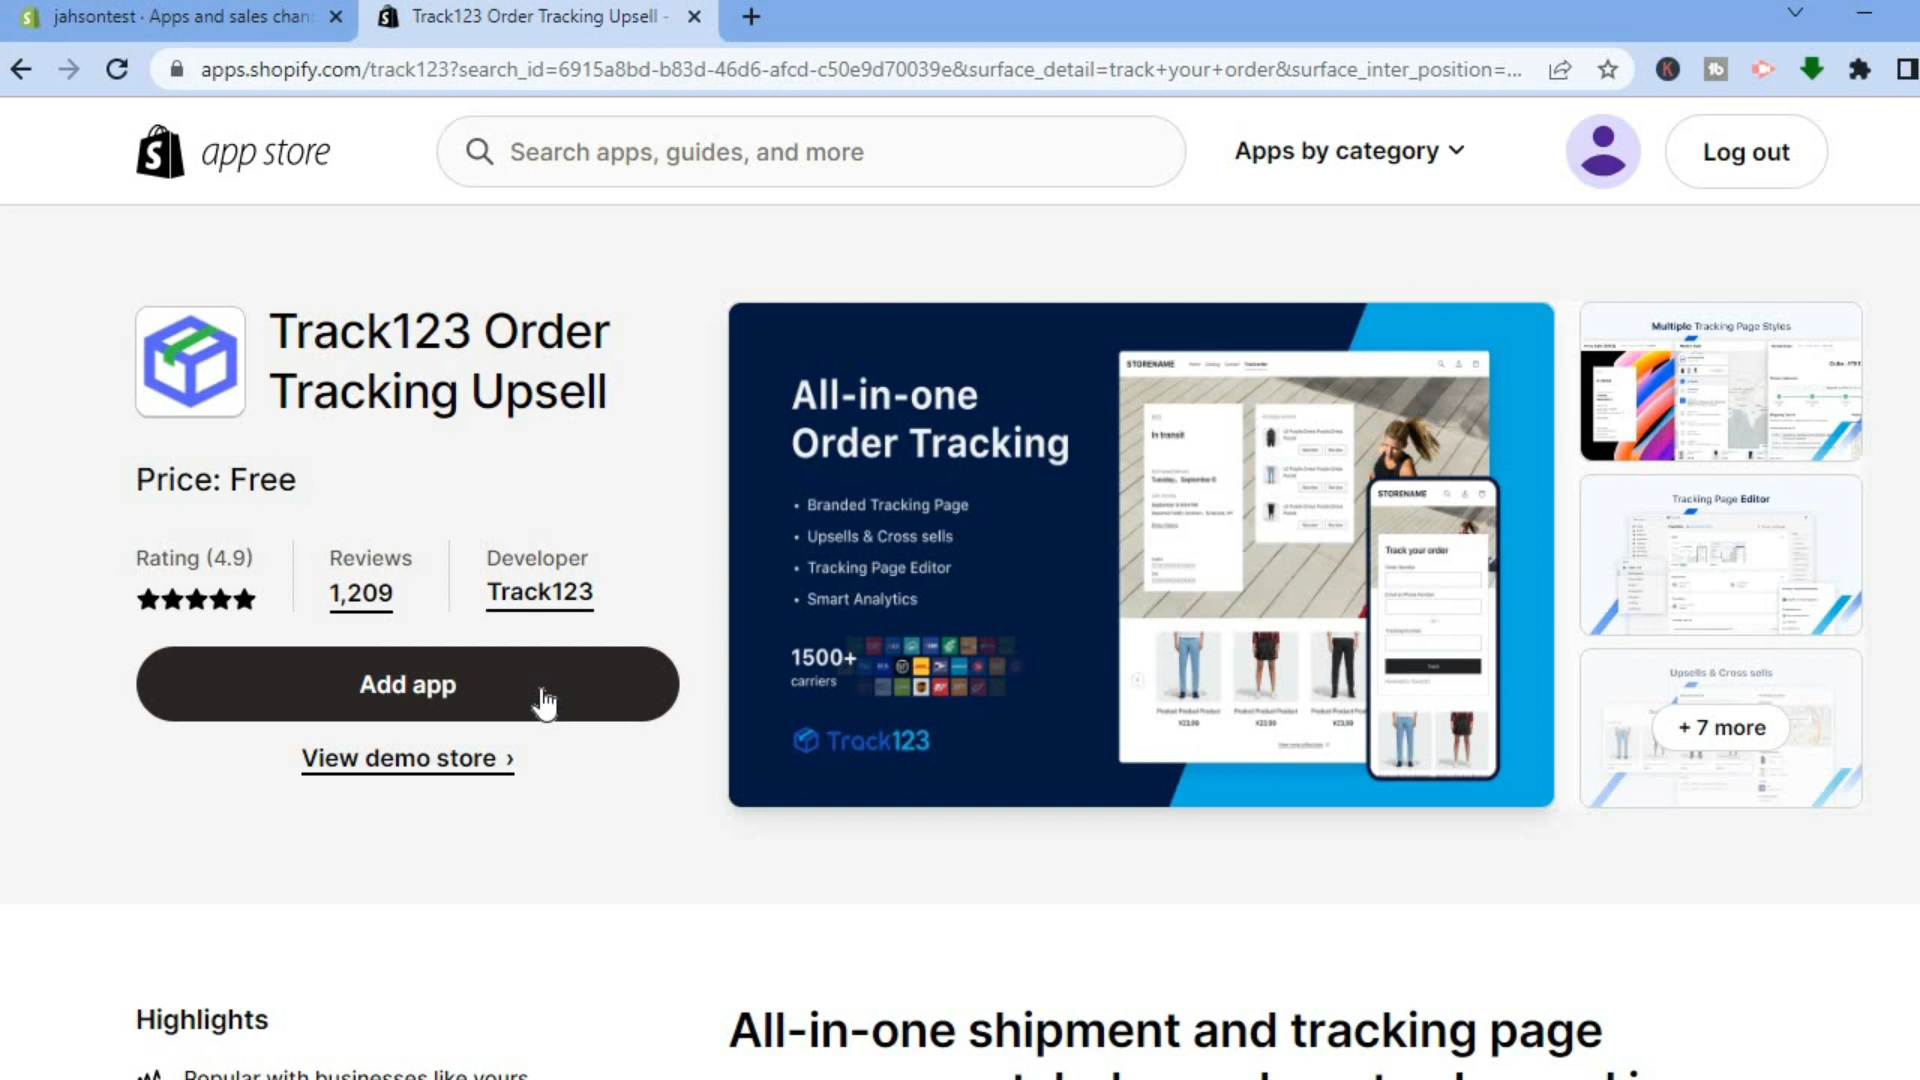 jahsontest · Apps and sales chan
Track123 Order Tracking Upsell -
apps.shopify.com/track123?search_id=6915a8bd-b83d-46d6-afcd-c50e9d70039e&surface_detail=track+your+order&surface_inter_position=...
app store
Search apps, guides, and more
Apps by category
Log out
Track123 Order
Tracking Upsell
Price: Free
Rating (4.9)
Reviews
1,209
Developer
Track123
Add app
View demo store ›
All-in-one
Order Tracking
• Branded Tracking Page
• Upsells & Cross sells
• Tracking Page Editor
• Smart Analytics
1500+
carriers
Track123
STORENAME
In transit
STORENAME
Track your order
Multiple Tracking Page Styles
Tracking Page Editor
Upsells & Cross sells
+ 7 more
Highlights
Popular with businesses like yours
All-in-one shipment and tracking page